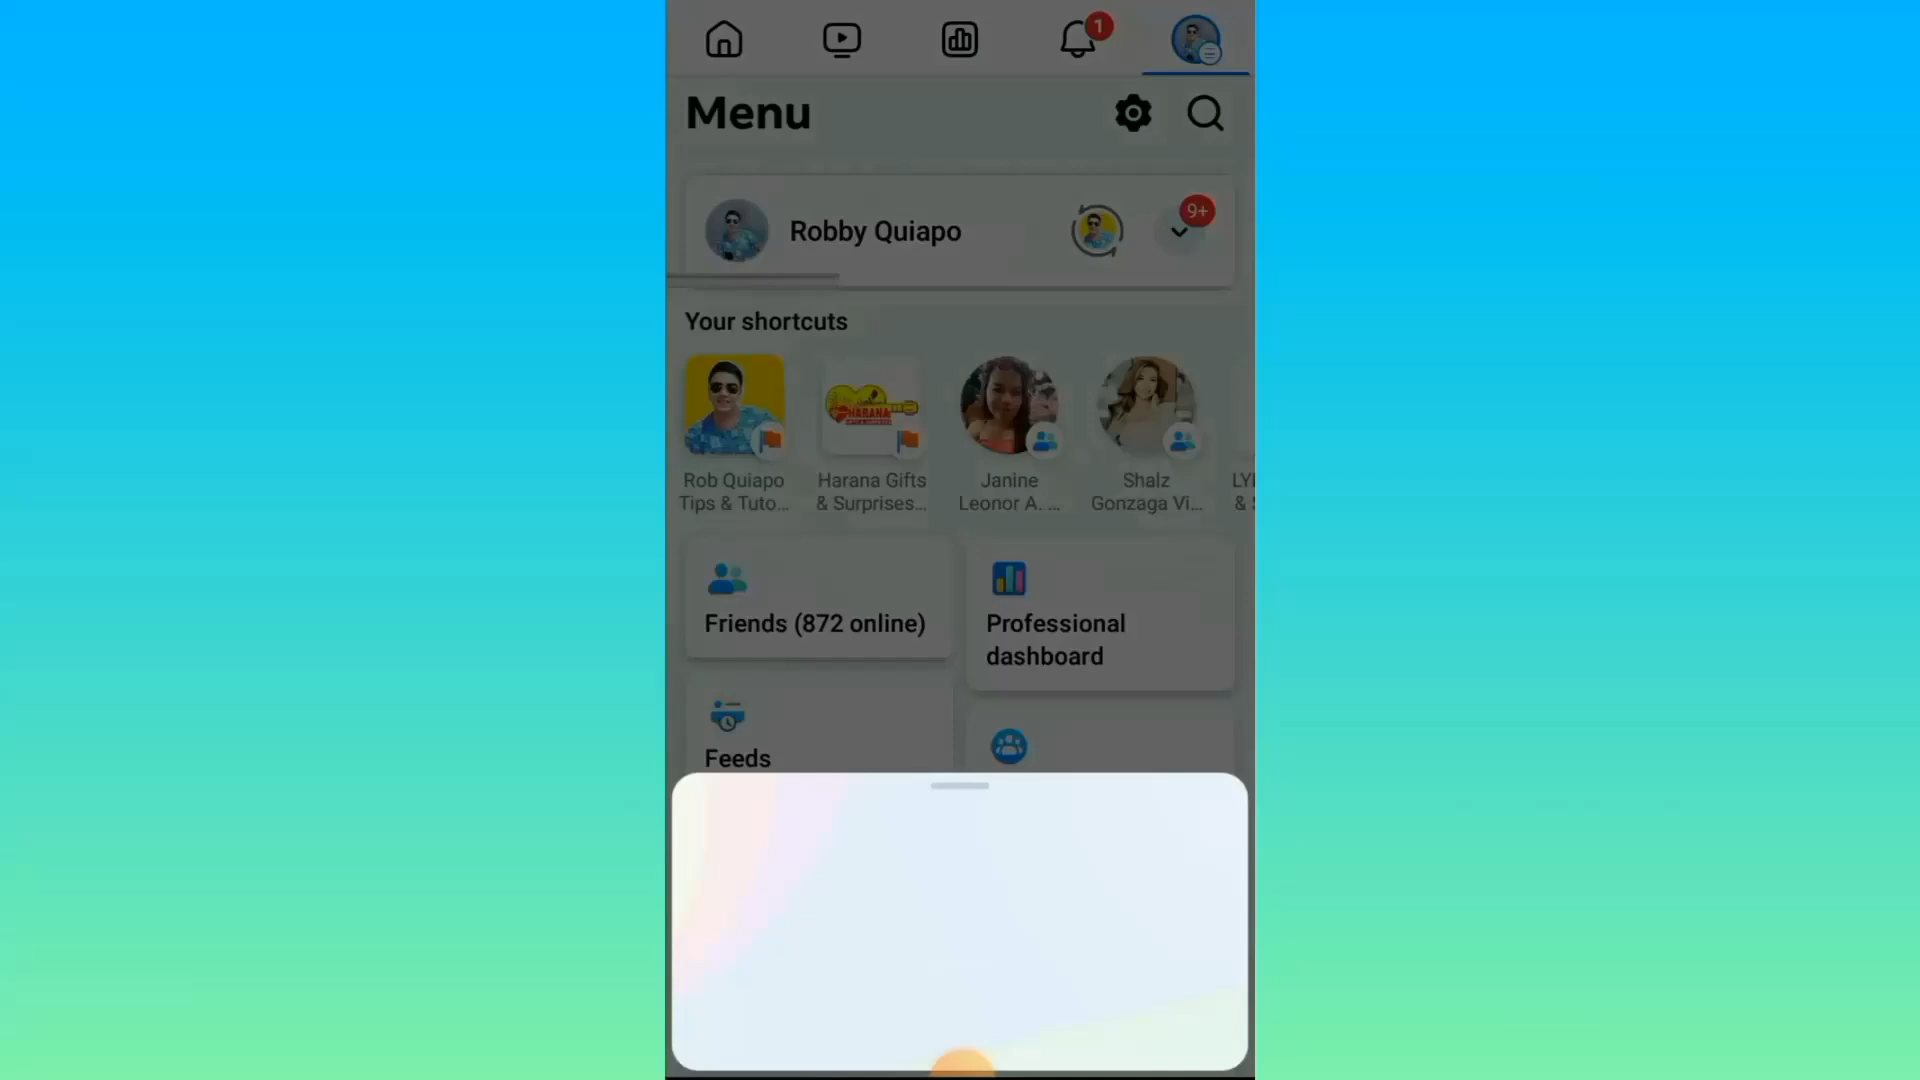 1
Menu
Robby Quiapo
9+
Your shortcuts
HARANA
Rob Quiapo
Tips & Tuto...
Harana Gifts
& Surprises...
Janine
Leonor A. ...
Shalz
Gonzaga Vi...
Friends (872 online)
Professional
dashboard
Feeds